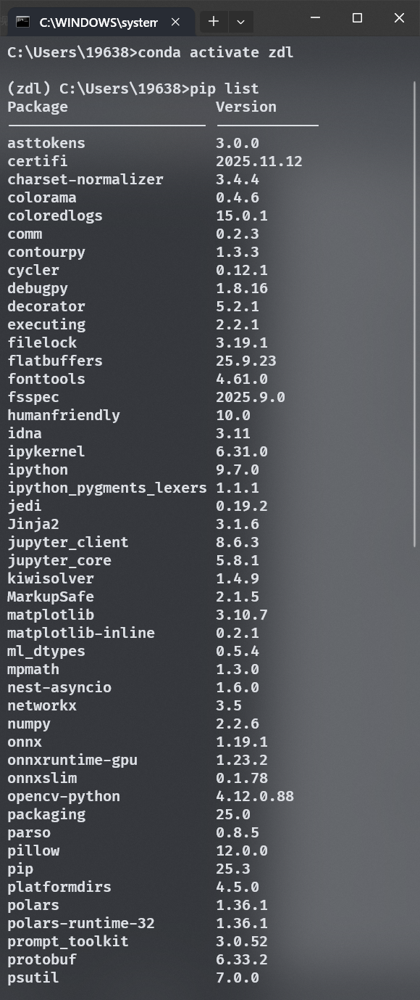 C:\WINDOWS\system
C:\Users\19638>conda activate zdl
(zdl) C:\Users\19638>pip list
Package Version
asttokens 3.0.0
certifi 2025.11.12
charset-normalizer 3.4.4
colorama 0.4.6
coloredlogs 15.0.1
comm 0.2.3
contourpy 1.3.3
cycler 0.12.1
debugpy 1.8.16
decorator 5.2.1
executing 2.2.1
filelock 3.19.1
flatbuffers 25.9.23
fonttools 4.61.0
fsspec 2025.9.0
humanfriendly 10.0
idna 3.11
ipykernel 6.31.0
ipython 9.7.0
ipython_pygments_lexers 1.1.1
jedi 0.19.2
Jinja2 3.1.6
jupyter_client 8.6.3
jupyter_core 5.8.1
kiwisolver 1.4.9
MarkupSafe 2.1.5
matplotlib 3.10.7
matplotlib-inline 0.2.1
ml_dtypes 0.5.4
mpmath 1.3.0
nest-asyncio 1.6.0
networkx 3.5
numpy 2.2.6
onnx 1.19.1
onnxruntime-gpu 1.23.2
onnxslim 0.1.78
opencv-python 4.12.0.88
packaging 25.0
parso 0.8.5
pillow 12.0.0
pip 25.3
platformdirs 4.5.0
polars 1.36.1
polars-runtime-32 1.36.1
prompt_toolkit 3.0.52
protobuf 6.33.2
psutil 7.0.0